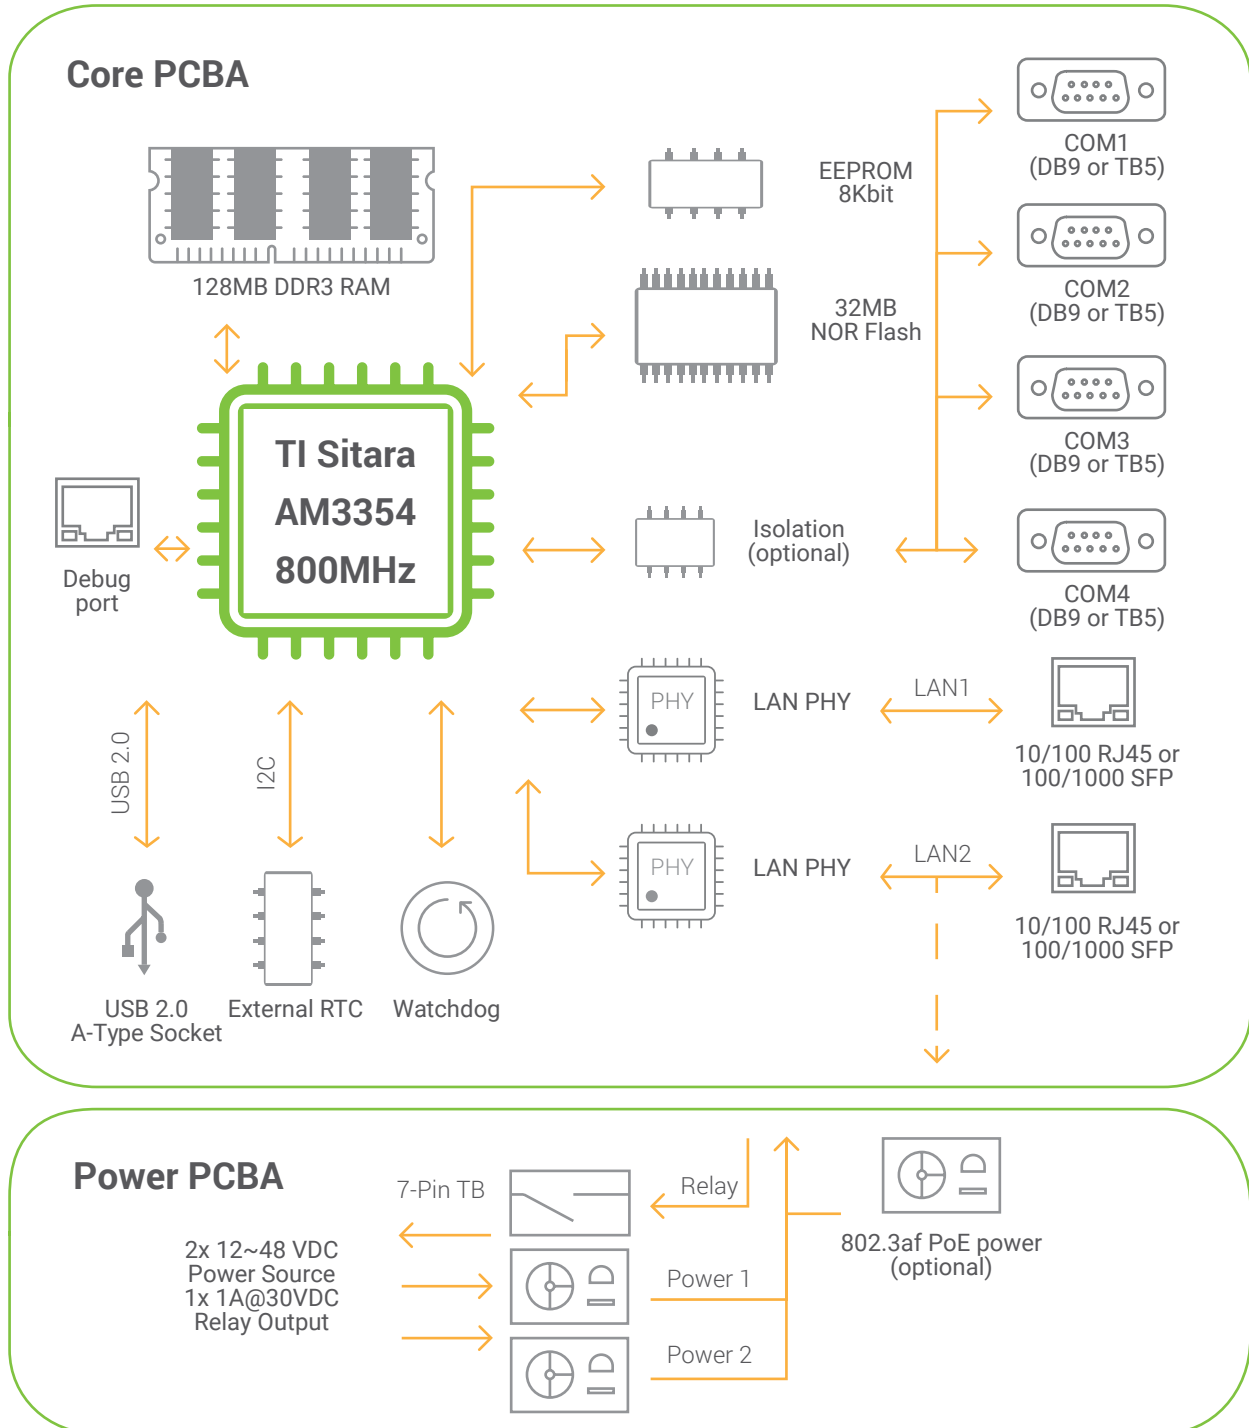 Core PCBA
128MB DDR3 RAM
EEPROM
8Kbit
32MB
NOR Flash
COM1
(DB9 or TB5)
COM2
(DB9 or TB5)
COM3
(DB9 or TB5)
COM4
(DB9 or TB5)
TI Sitara
AM3354
800MHz
Debug
port
Isolation
(optional)
PHY
LAN PHY
LAN1
10/100 RJ45 or
100/1000 SFP
PHY
LAN PHY
LAN2
10/100 RJ45 or
100/1000 SFP
USB 2.0
I2C
USB 2.0
A-Type Socket
External RTC
Watchdog
Power PCBA
7-Pin TB
Relay
2x 12~48 VDC
Power Source
1x 1A@30VDC
Relay Output
Power 1
Power 2
802.3af PoE power
(optional)